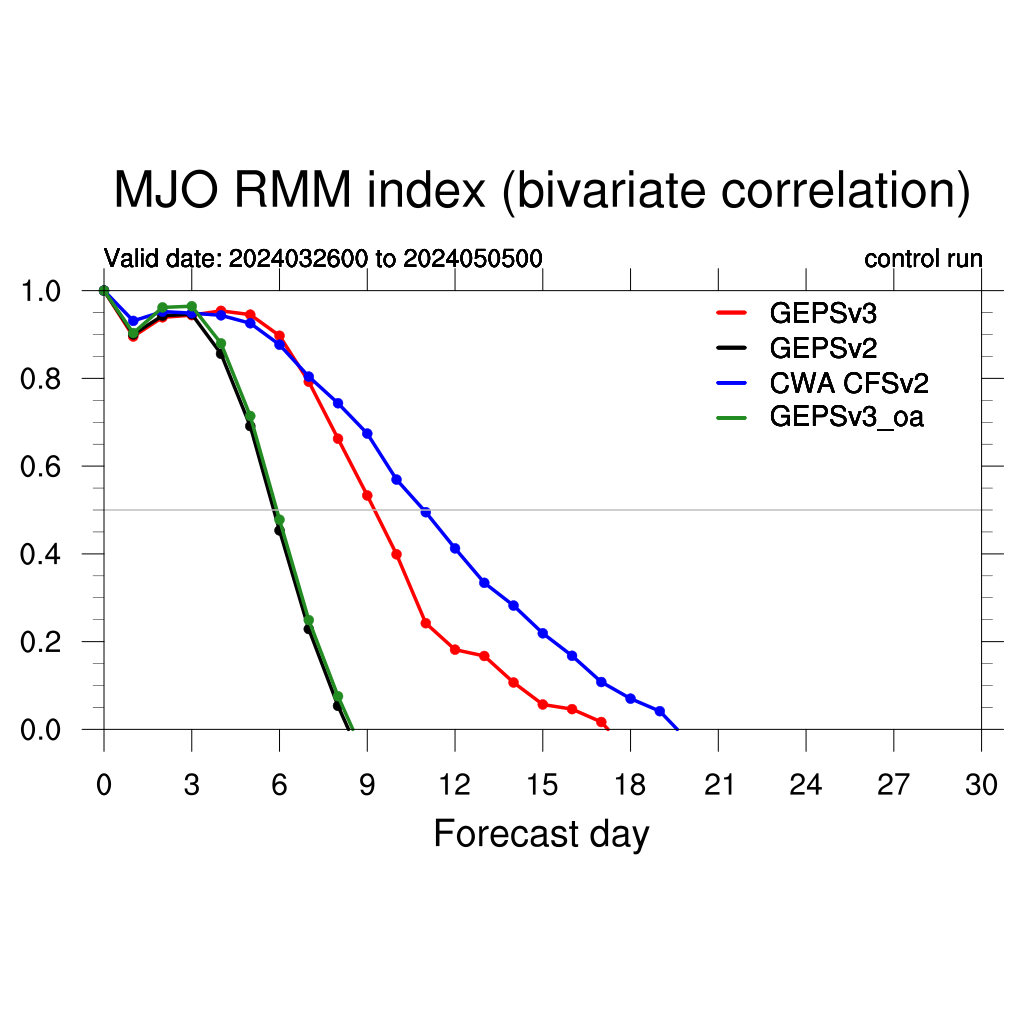 MJO RMM index (bivariate correlation)
Valid date: 2024032600 to 2024050500 control run
1.0
0.8
0.6
0.4
0.2
0.0
GEPSv3
GEPSv2
CWA CFSv2
GEPSv3_oa
0 3 6 9 12 15 18 21 24 27 30
Forecast day